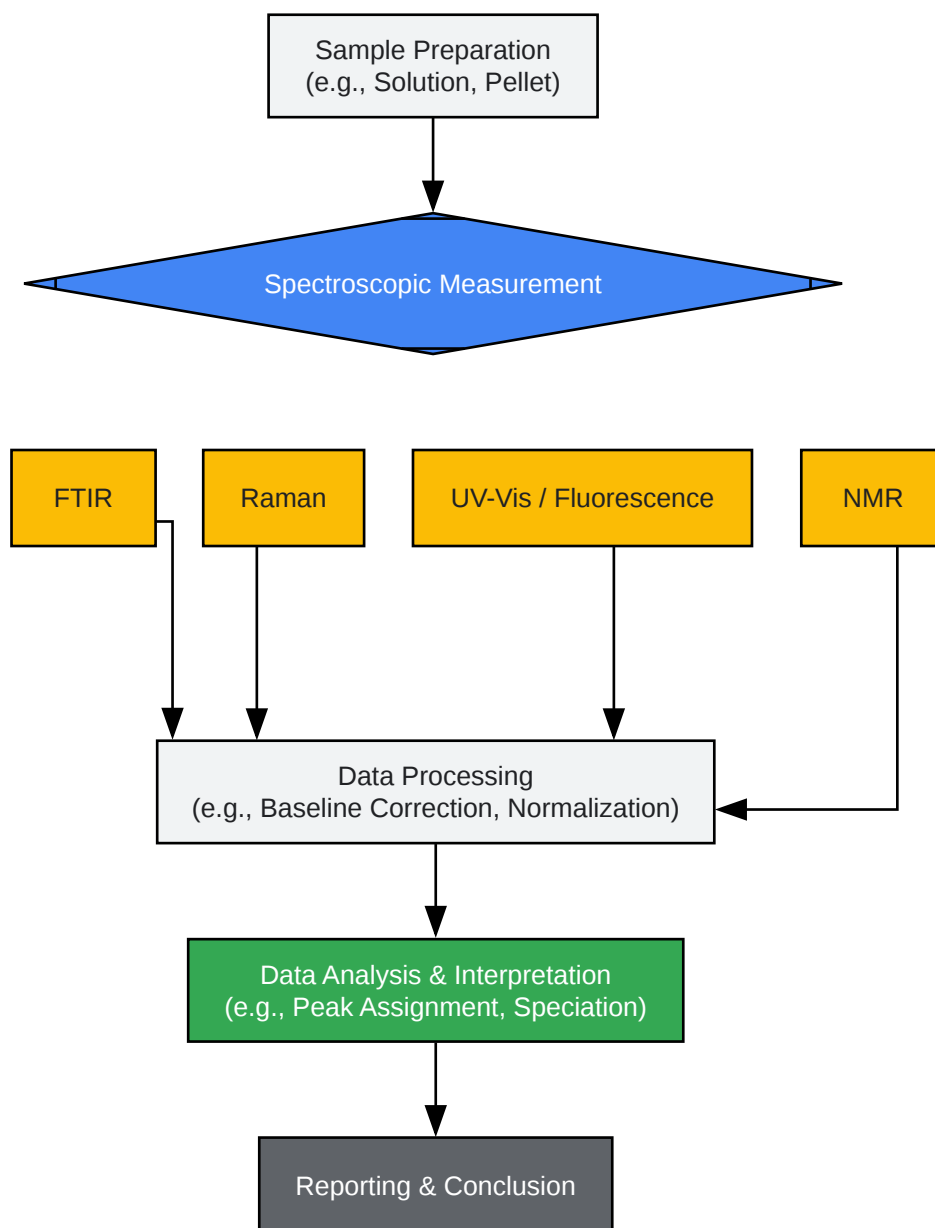 Sample Preparation
(e.g., Solution, Pellet)
Spectroscopic Measurement
FTIR
Raman
UV-Vis / Fluorescence
NMR
Data Processing
(e.g., Baseline Correction, Normalization)
Data Analysis & Interpretation
(e.g., Peak Assignment, Speciation)
Reporting & Conclusion